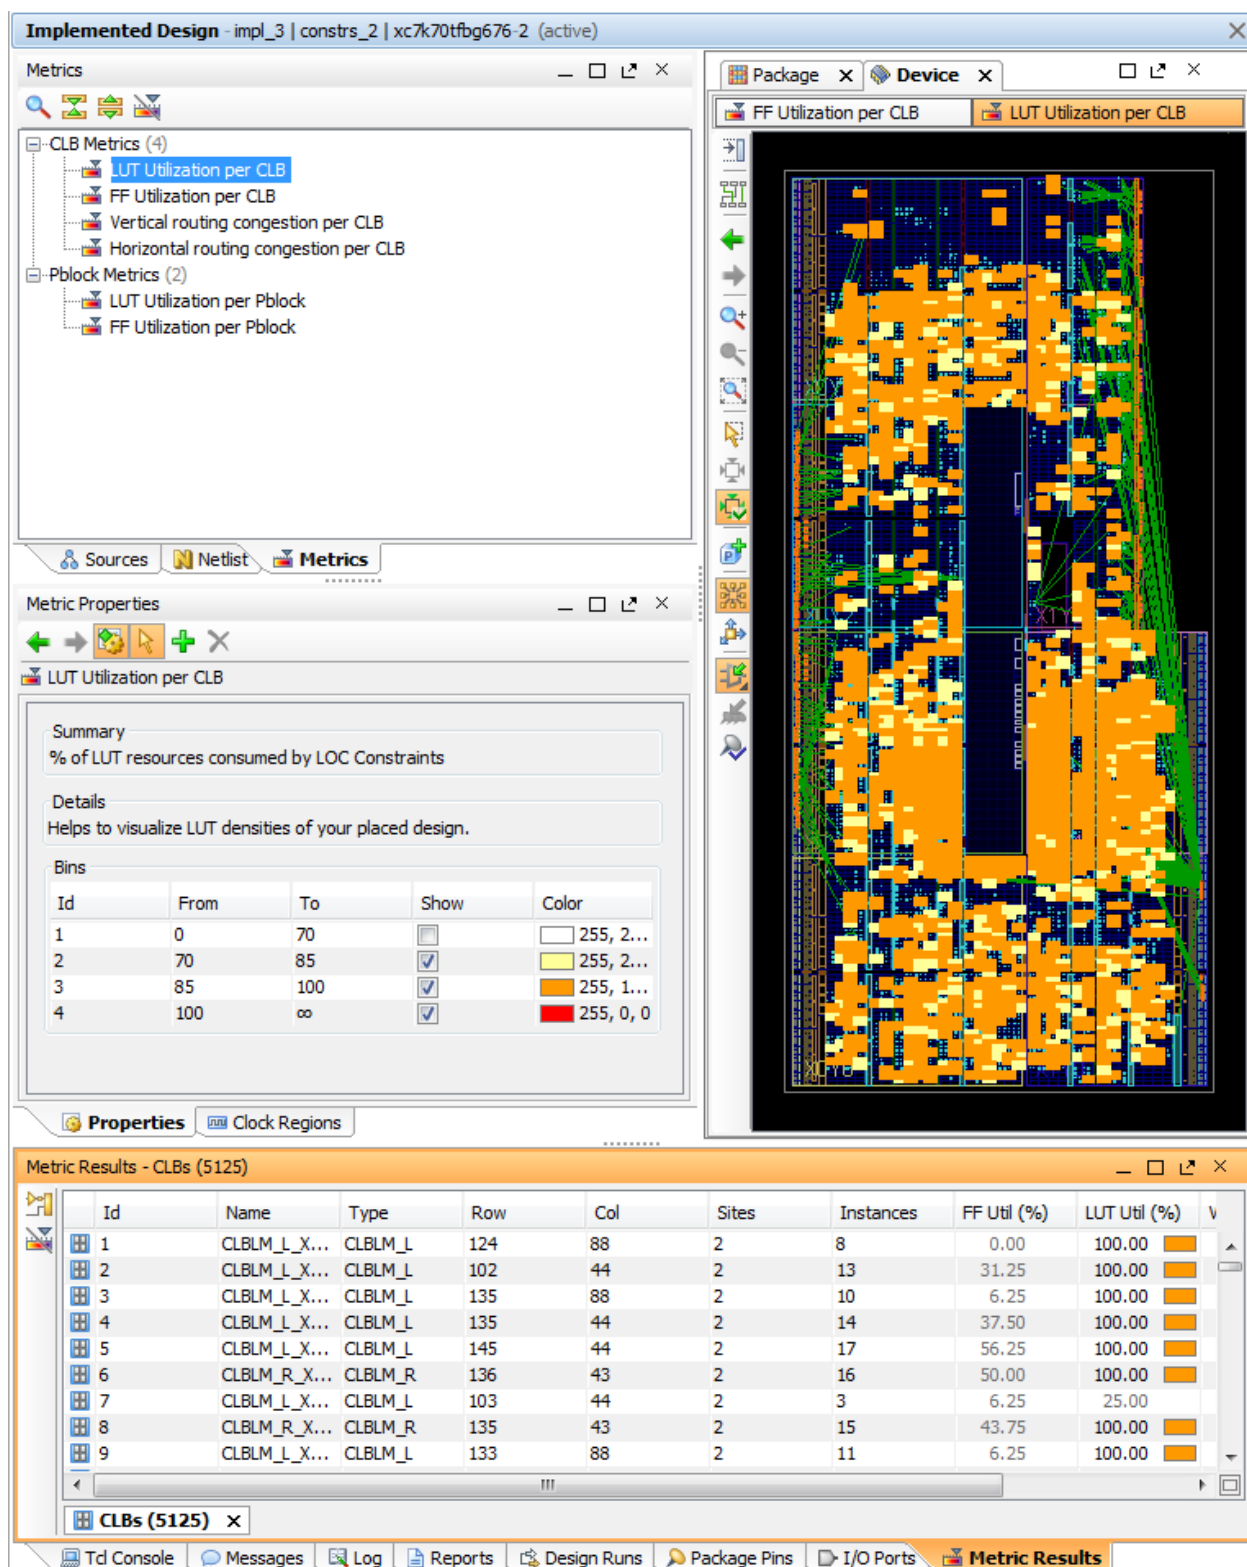 Implemented Design - impl_3 | constrs_2 | xc7k70tfbg676-2 (active)
Metrics
CLB Metrics (4)
LUT Utilization per CLB
FF Utilization per CLB
Vertical routing congestion per CLB
Horizontal routing congestion per CLB
Pblock Metrics (2)
LUT Utilization per Pblock
FF Utilization per Pblock
Sources Netlist Metrics
Metric Properties
LUT Utilization per CLB
Summary
% of LUT resources consumed by LOC Constraints
Details
Helps to visualize LUT densities of your placed design.
Bins
Id From To Show Color
1 0 70 255, 2...
2 70 85 255, 2...
3 85 100 255, 1...
4 100 ∞ 255, 0, 0
Properties Clock Regions
Package Device
FF Utilization per CLB LUT Utilization per CLB
Metric Results - CLBs (5125)
Id Name Type Row Col Sites Instances FF Util (%) LUT Util (%)
1 CLBLM_L_X... CLBLM_L 124 88 2 8 0.00 100.00
2 CLBLM_L_X... CLBLM_L 102 44 2 13 31.25 100.00
3 CLBLM_L_X... CLBLM_L 135 88 2 10 6.25 100.00
4 CLBLM_L_X... CLBLM_L 135 44 2 14 37.50 100.00
5 CLBLM_L_X... CLBLM_L 145 44 2 17 56.25 100.00
6 CLBLM_R_X... CLBLM_R 136 43 2 16 50.00 100.00
7 CLBLM_L_X... CLBLM_L 103 44 2 3 6.25 25.00
8 CLBLM_R_X... CLBLM_R 135 43 2 15 43.75 100.00
9 CLBLM_L_X... CLBLM_L 133 88 2 11 6.25 100.00
CLBs (5125)
Tcl Console Messages Log Reports Design Runs Package Pins I/O Ports Metric Results